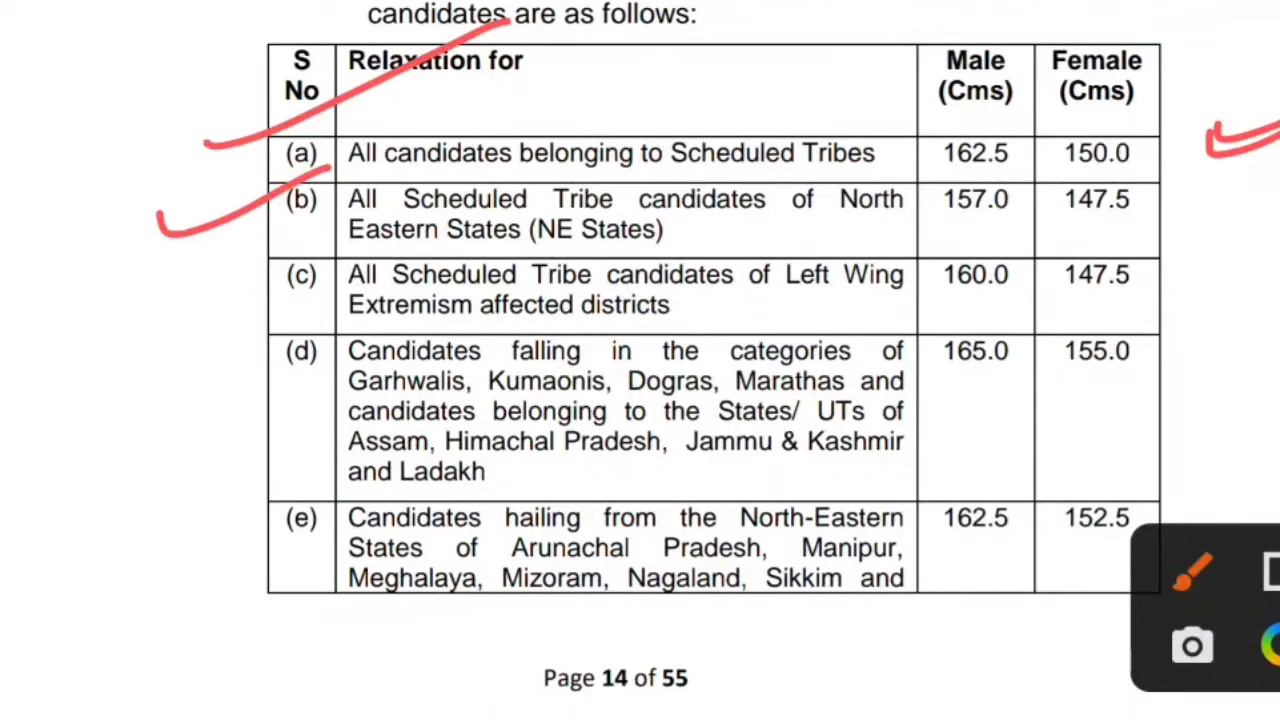 candidates are as follows:
S No Relaxation for Male (Cms) Female (Cms)
(a) All candidates belonging to Scheduled Tribes 162.5 150.0
(b) All Scheduled Tribe candidates of North 157.0 147.5
Eastern States (NE States)
(c) All Scheduled Tribe candidates of Left Wing 160.0 147.5
Extremism affected districts
(d) Candidates falling in the categories of 165.0 155.0
Garhwalis, Kumaonis, Dogras, Marathas and
candidates belonging to the States/ UTs of
Assam, Himachal Pradesh, Jammu & Kashmir
and Ladakh
(e) Candidates hailing from the North-Eastern 162.5 152.5
States of Arunachal Pradesh, Manipur,
Meghalaya, Mizoram, Nagaland, Sikkim and
Page 14 of 55